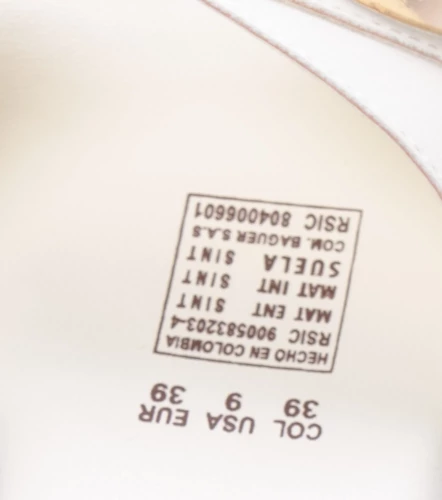 COL USA EUR
39 9 39
HECHO EN COLOMBIA
RSIC 900583203-4
MAT ENT SINT
MAT INT SINT
SUELA SINT
COM. BAGUER S.A.S
RSIC 804006601